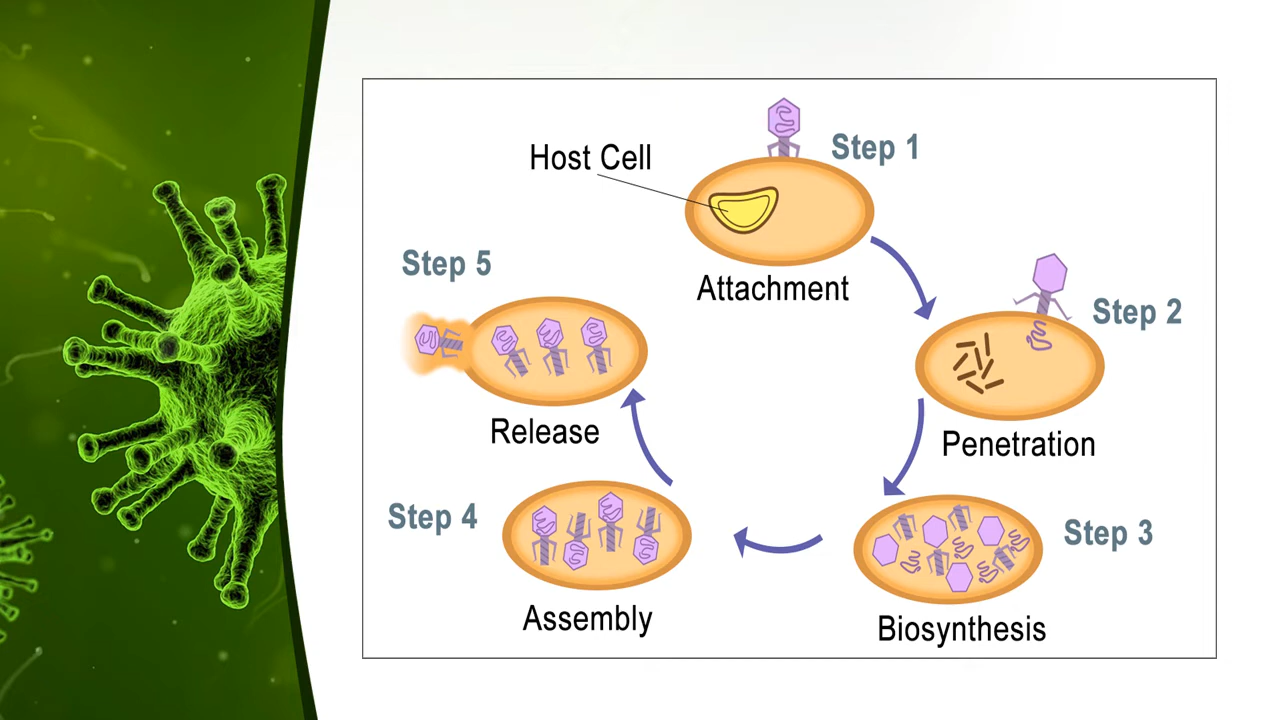 Host Cell
Step 1
Attachment
Step 2
Penetration
Step 3
Biosynthesis
Step 4
Assembly
Step 5
Release